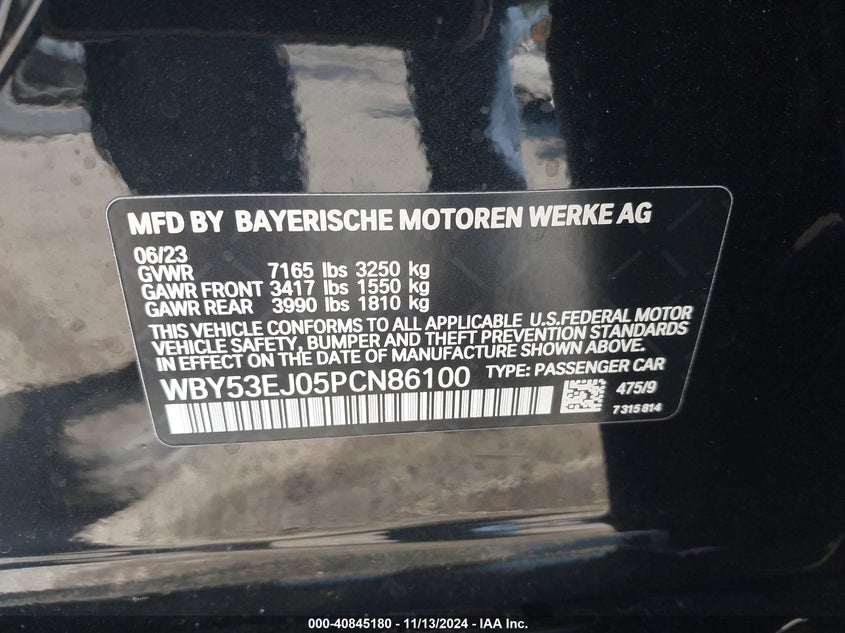 MFD BY BAYERISCHE MOTOREN WERKE AG
06/23
GVWR 7165 lbs 3250 kg
GAWR FRONT 3417 lbs 1550 kg
GAWR REAR 3990 lbs 1810 kg
THIS VEHICLE CONFORMS TO ALL APPLICABLE U.S.FEDERAL MOTOR
VEHICLE SAFETY, BUMPER AND THEFT PREVENTION STANDARDS
IN EFFECT ON THE DATE OF MANUFACTURE SHOWN ABOVE.
WBY53EJ05PCN86100 TYPE: PASSENGER CAR
475/9
7 315 814
000-40845180 - 11/13/2024 - IAA Inc.